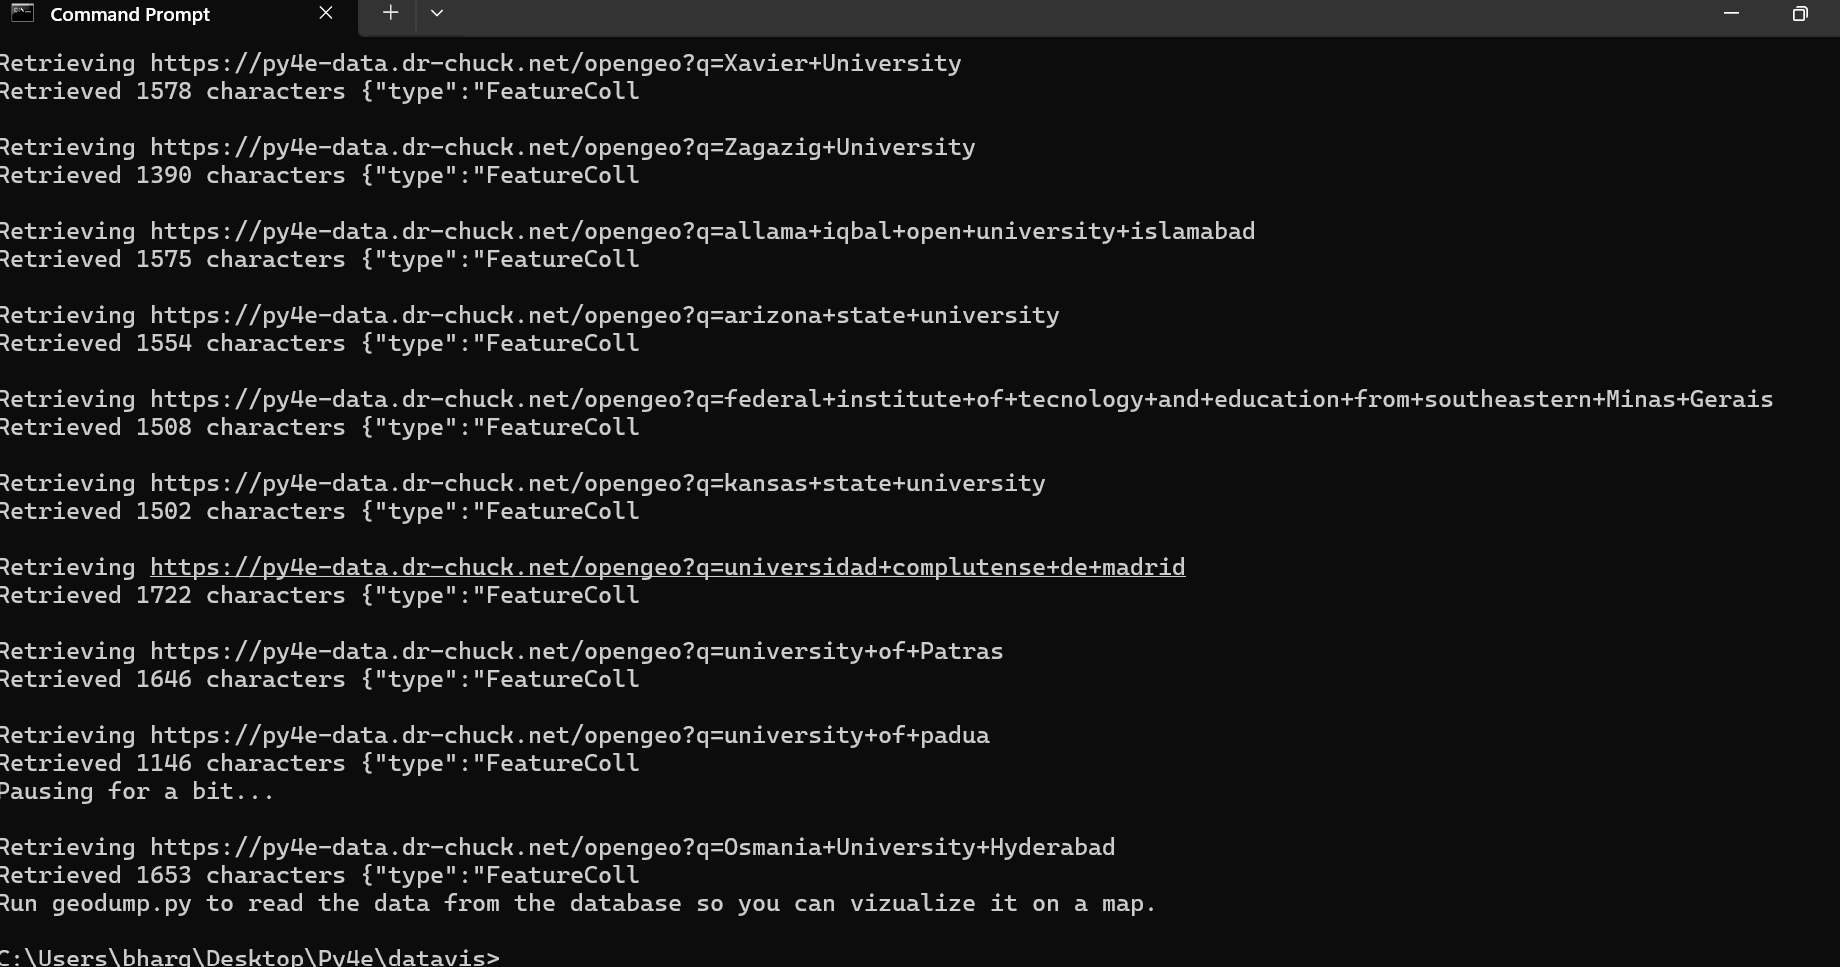 Command Prompt
Retrieving https://py4e-data.dr-chuck.net/opengeo?q=Xavier+University
Retrieved 1578 characters {"type":"FeatureColl
Retrieving https://py4e-data.dr-chuck.net/opengeo?q=Zagazig+University
Retrieved 1390 characters {"type":"FeatureColl
Retrieving https://py4e-data.dr-chuck.net/opengeo?q=allama+iqbal+open+university+islamabad
Retrieved 1575 characters {"type":"FeatureColl
Retrieving https://py4e-data.dr-chuck.net/opengeo?q=arizona+state+university
Retrieved 1554 characters {"type":"FeatureColl
Retrieving https://py4e-data.dr-chuck.net/opengeo?q=federal+institute+of+tecnology+and+education+from+southeastern+Minas+Gerais
Retrieved 1508 characters {"type":"FeatureColl
Retrieving https://py4e-data.dr-chuck.net/opengeo?q=kansas+state+university
Retrieved 1502 characters {"type":"FeatureColl
Retrieving https://py4e-data.dr-chuck.net/opengeo?q=universidad+complutense+de+madrid
Retrieved 1722 characters {"type":"FeatureColl
Retrieving https://py4e-data.dr-chuck.net/opengeo?q=university+of+Patras
Retrieved 1646 characters {"type":"FeatureColl
Retrieving https://py4e-data.dr-chuck.net/opengeo?q=university+of+padua
Retrieved 1146 characters {"type":"FeatureColl
Pausing for a bit...
Retrieving https://py4e-data.dr-chuck.net/opengeo?q=Osmania+University+Hyderabad
Retrieved 1653 characters {"type":"FeatureColl
Run geodump.py to read the data from the database so you can vizualize it on a map.
C:\Users\bharg\Desktop\Py4e\datavis>